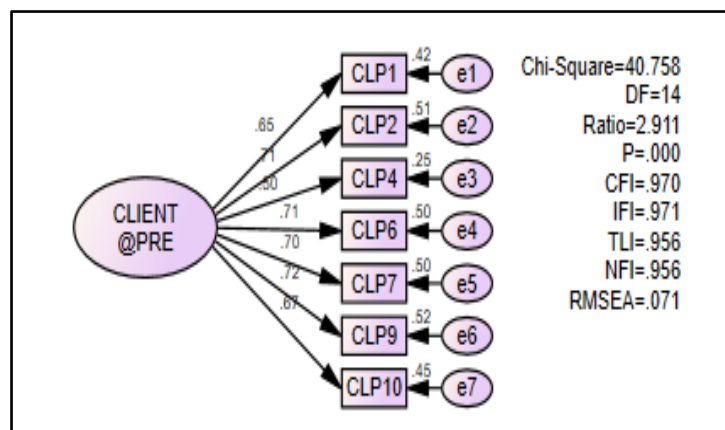 CLIENT
@PRE
.65
.71
.50
.71
.70
.72
.67
CLP1
.42
e1
CLP2
.51
e2
CLP4
.25
e3
CLP6
.50
e4
CLP7
.50
e5
CLP9
.52
e6
CLP10
.45
e7
Chi-Square=40.758
DF=14
Ratio=2.911
P=.000
CFI=.970
IFI=.971
TLI=.956
NFI=.956
RMSEA=.071